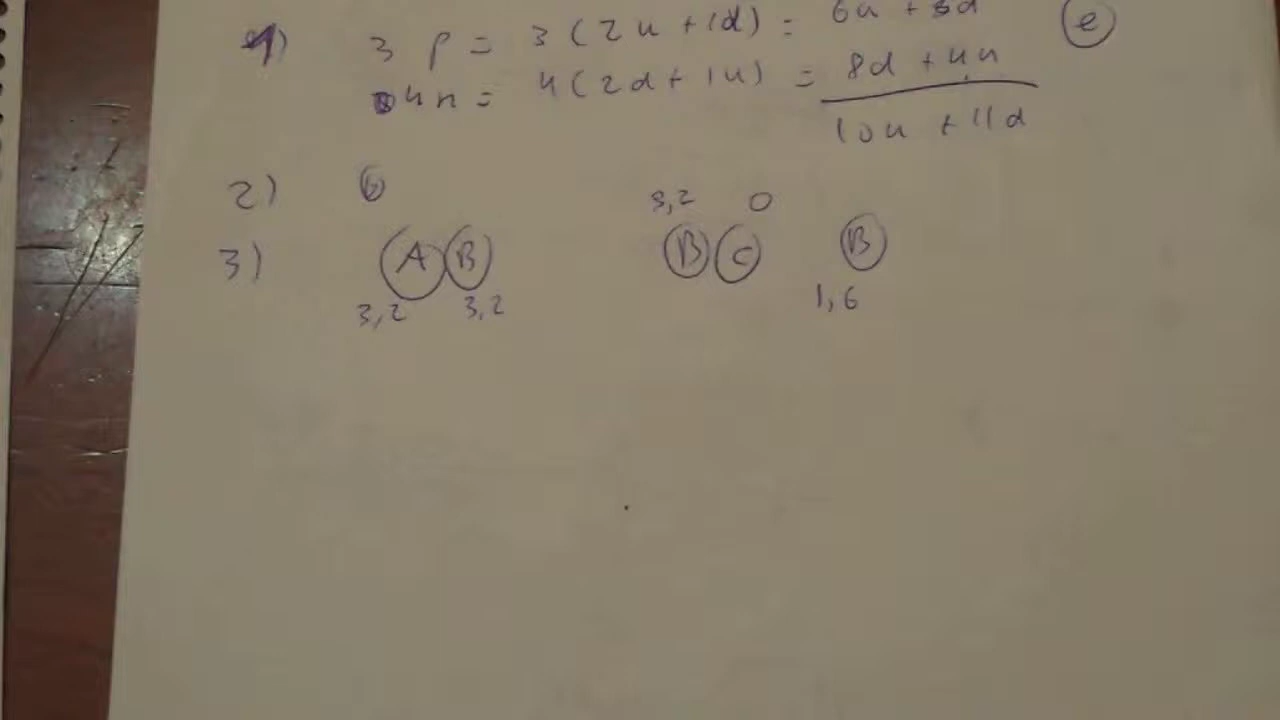 1) 3 p = 3 (2u + 1d) = 6u + 3d (e)
4n = 4 (2d + 1u) = 8d + 4u
10u + 11d
2) b
3,2 0
3) A B B C B
3,2 3,2 1,6